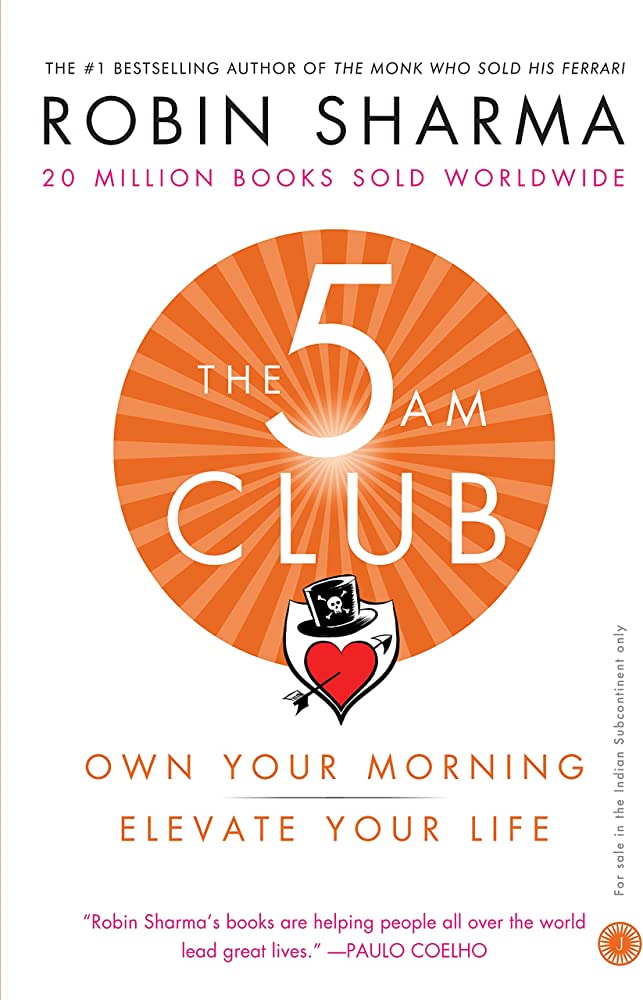 THE #1 BESTSELLING AUTHOR OF THE MONK WHO SOLD HIS FERRARI
ROBIN SHARMA
20 MILLION BOOKS SOLD WORLDWIDE
THE 5 AM
CLUB
OWN YOUR MORNING
ELEVATE YOUR LIFE
For sale in the Indian Subcontinent only
“Robin Sharma’s books are helping people all over the world
lead great lives.” —PAULO COELHO
J